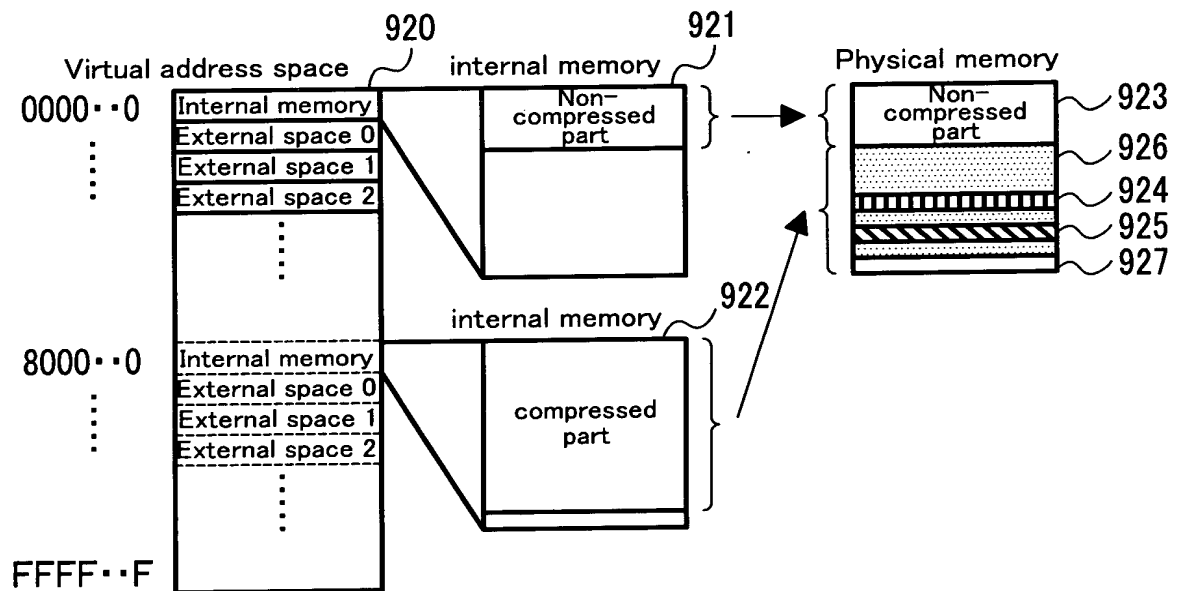 920
921
Virtual address space
internal memory
Physical memory
0000··0
Internal memory
External space 0
External space 1
External space 2
Non-
compressed
part
Non-
compressed
part
923
926
924
925
927
922
internal memory
8000··0
Internal memory
External space 0
External space 1
External space 2
compressed
part
FFFF··F